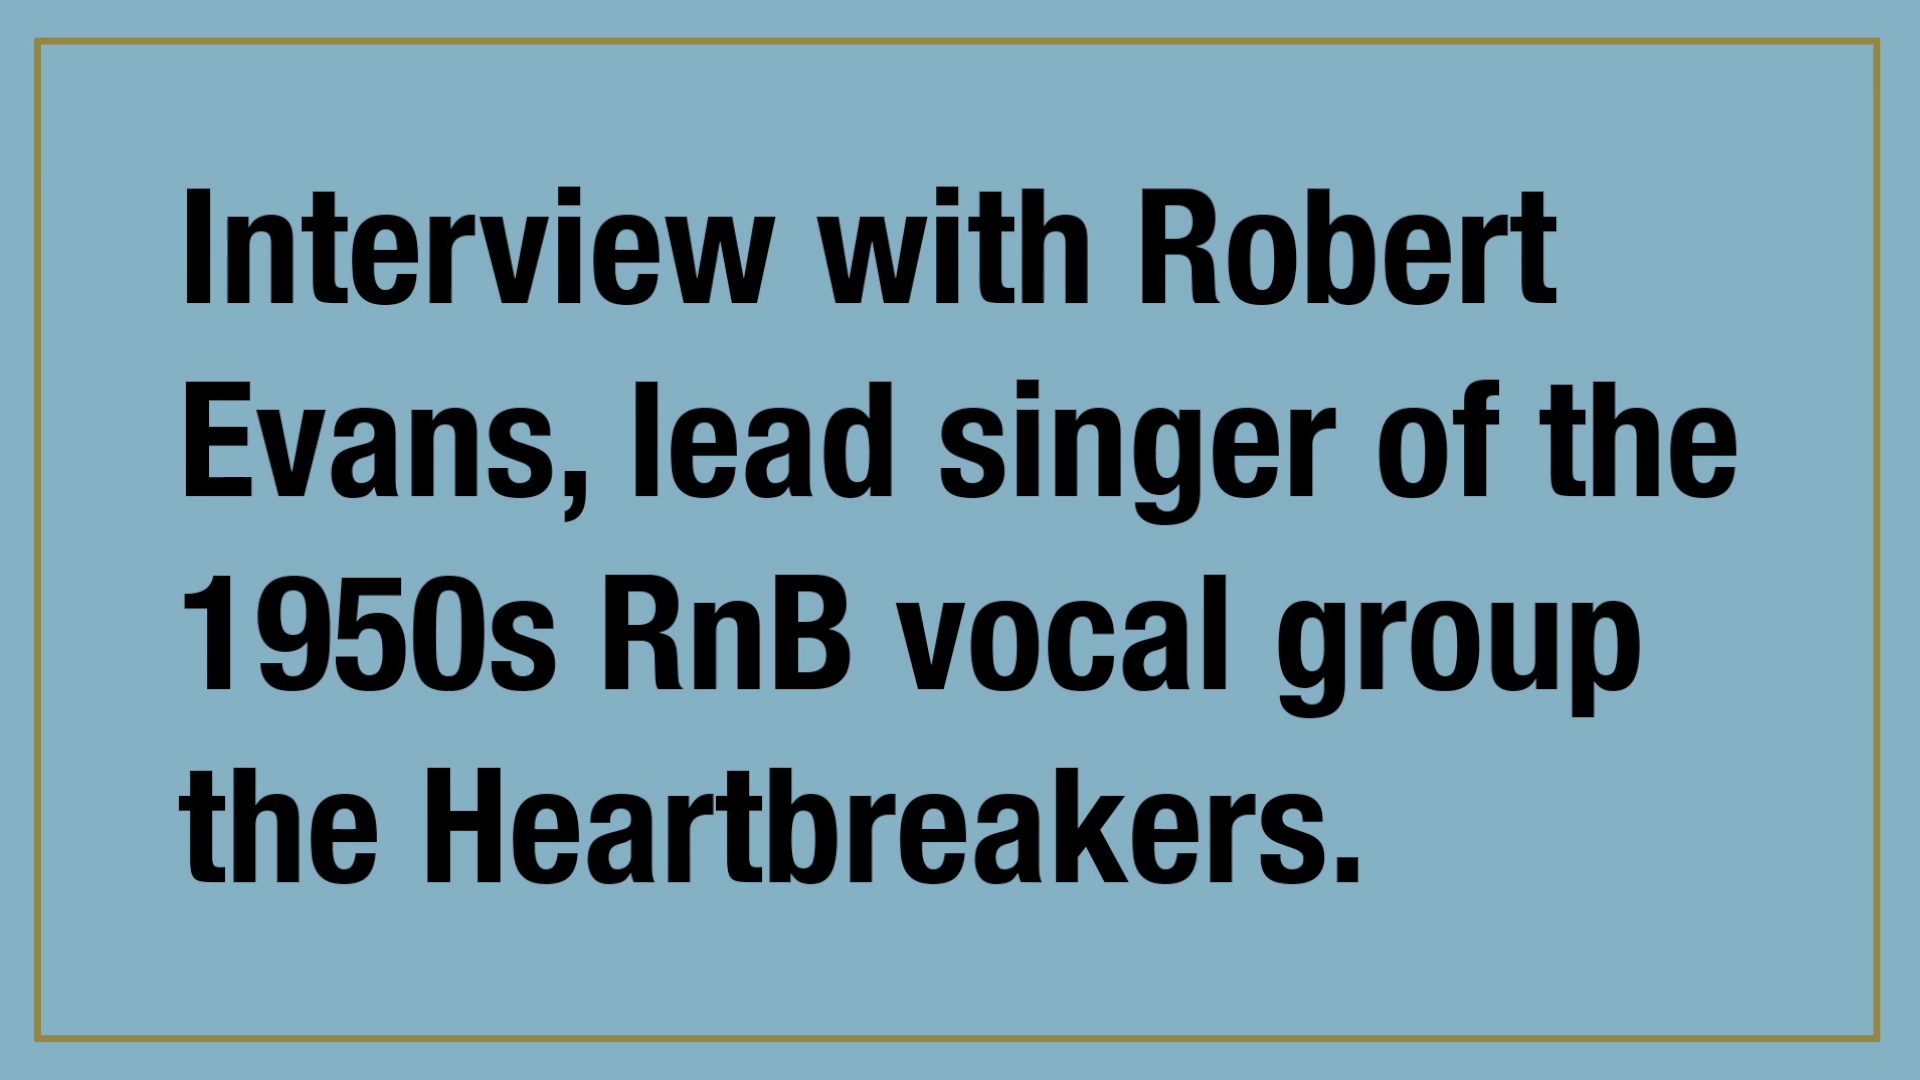 Interview with Robert
Evans, lead singer of the
1950s RnB vocal group
the Heartbreakers.